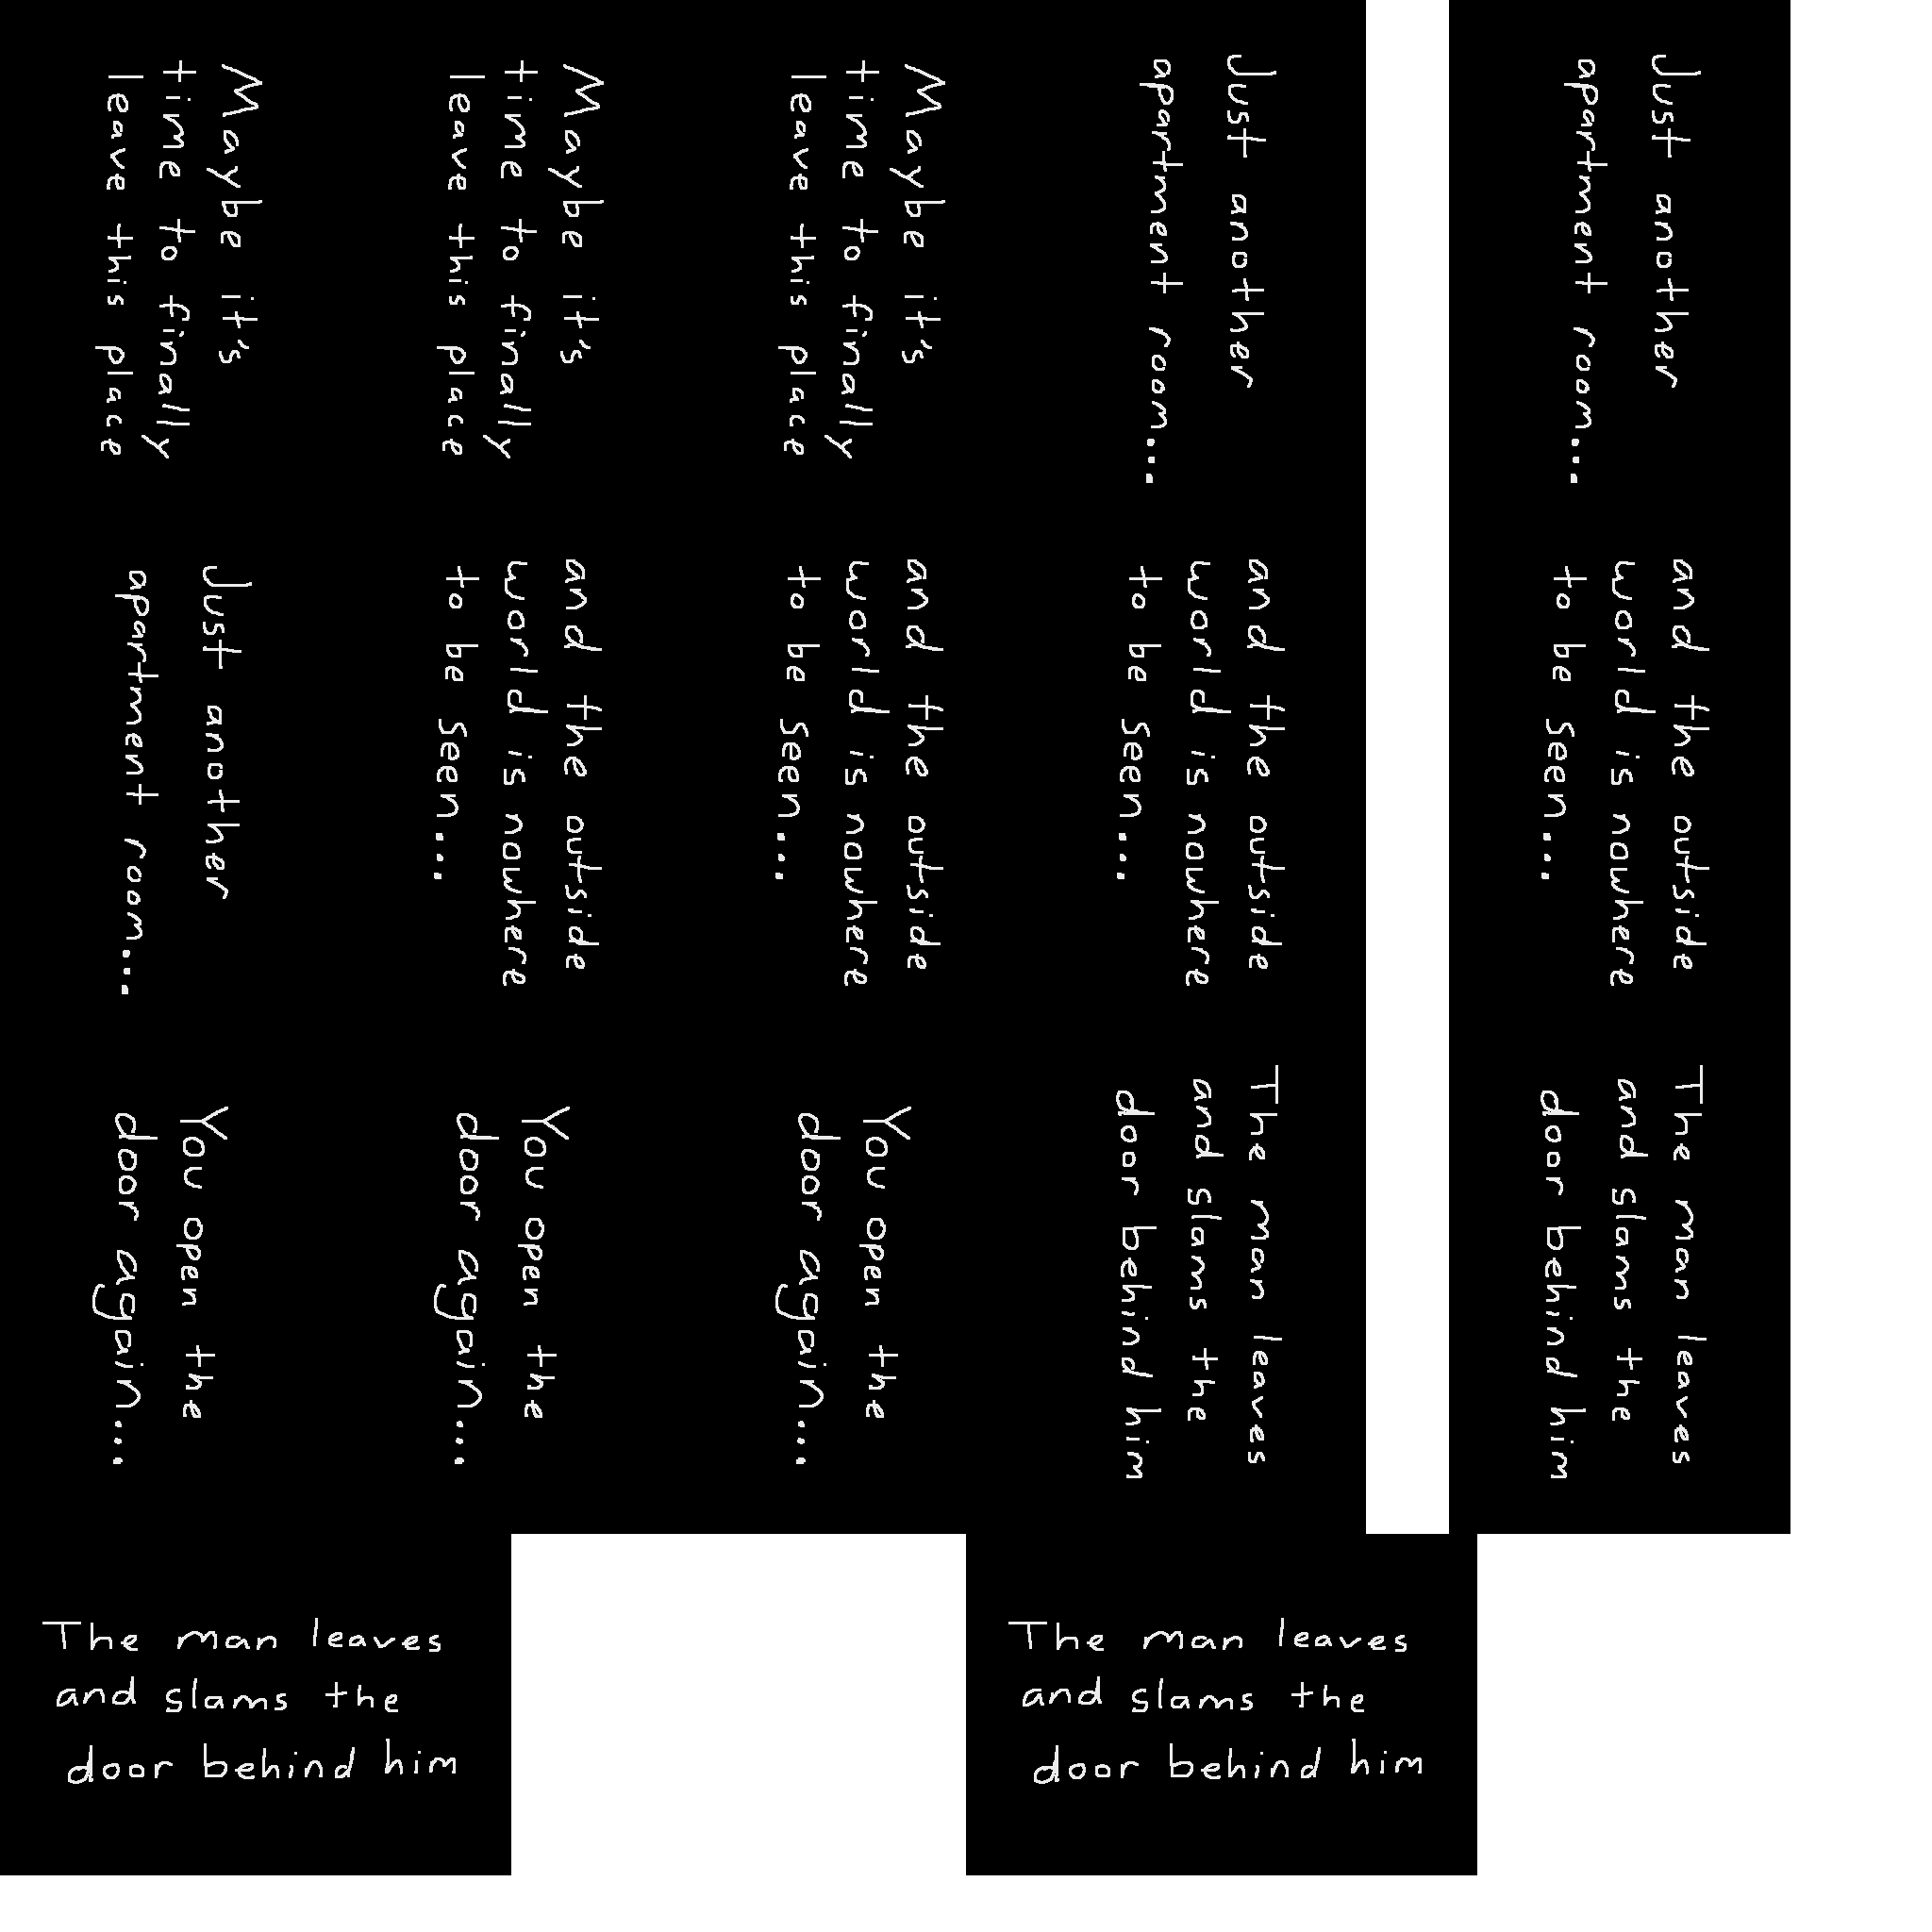 Maybe it's
time to finally
leave this place
Maybe it's
time to finally
leave this place
Maybe it's
time to finally
leave this place
Just another
apartment room...
Just another
apartment room...
Just another
apartment room...
and the outside
world is nowhere
to be seen...
and the outside
world is nowhere
to be seen...
and the outside
world is nowhere
to be seen...
and the outside
world is nowhere
to be seen...
You open the
door again...
You open the
door again...
You open the
door again...
The man leaves
and slams the
door behind him
The man leaves
and slams the
door behind him
The man leaves
and slams the
door behind him
The man leaves
and slams the
door behind him